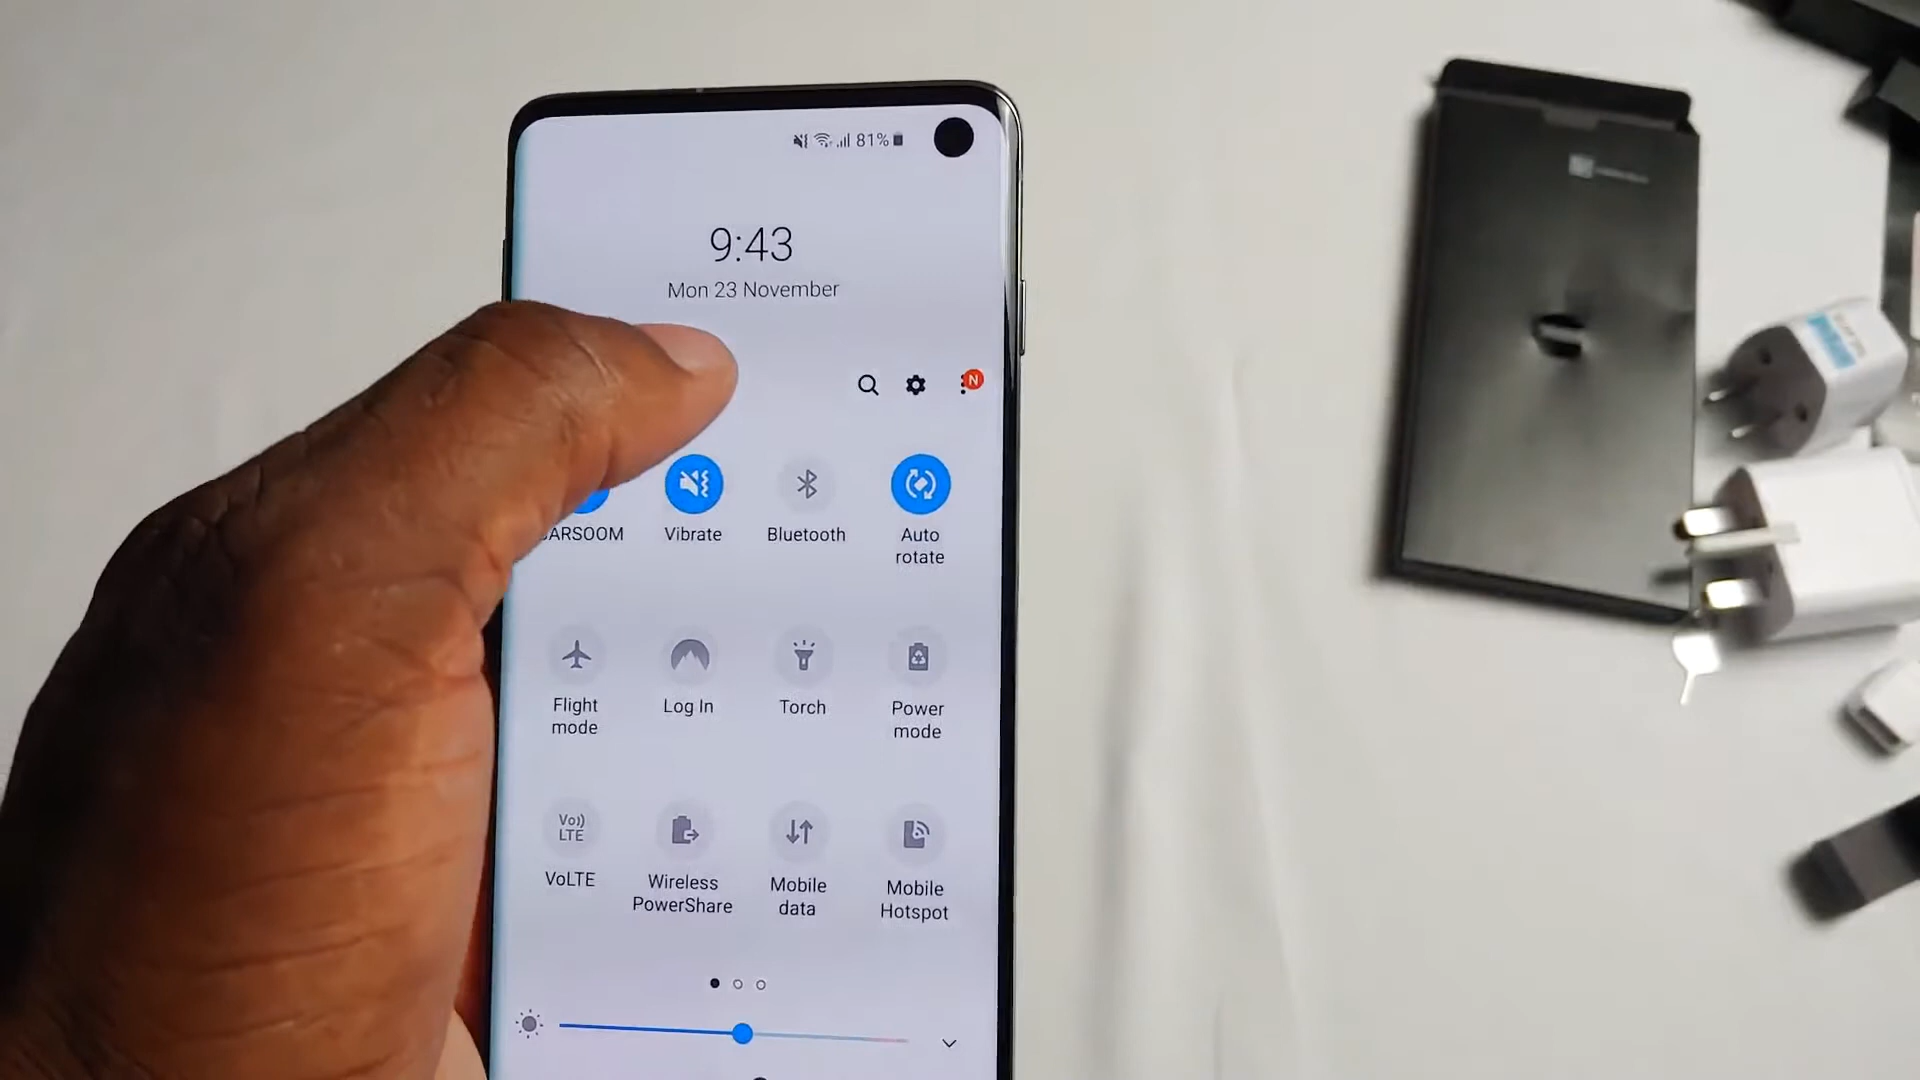 81%
9:43
Mon 23 November
N
ARSOOM
Vibrate
Bluetooth
Auto
rotate
Flight
mode
Log In
Torch
Power
mode
Vo))
LTE
VoLTE
Wireless
PowerShare
Mobile
data
Mobile
Hotspot